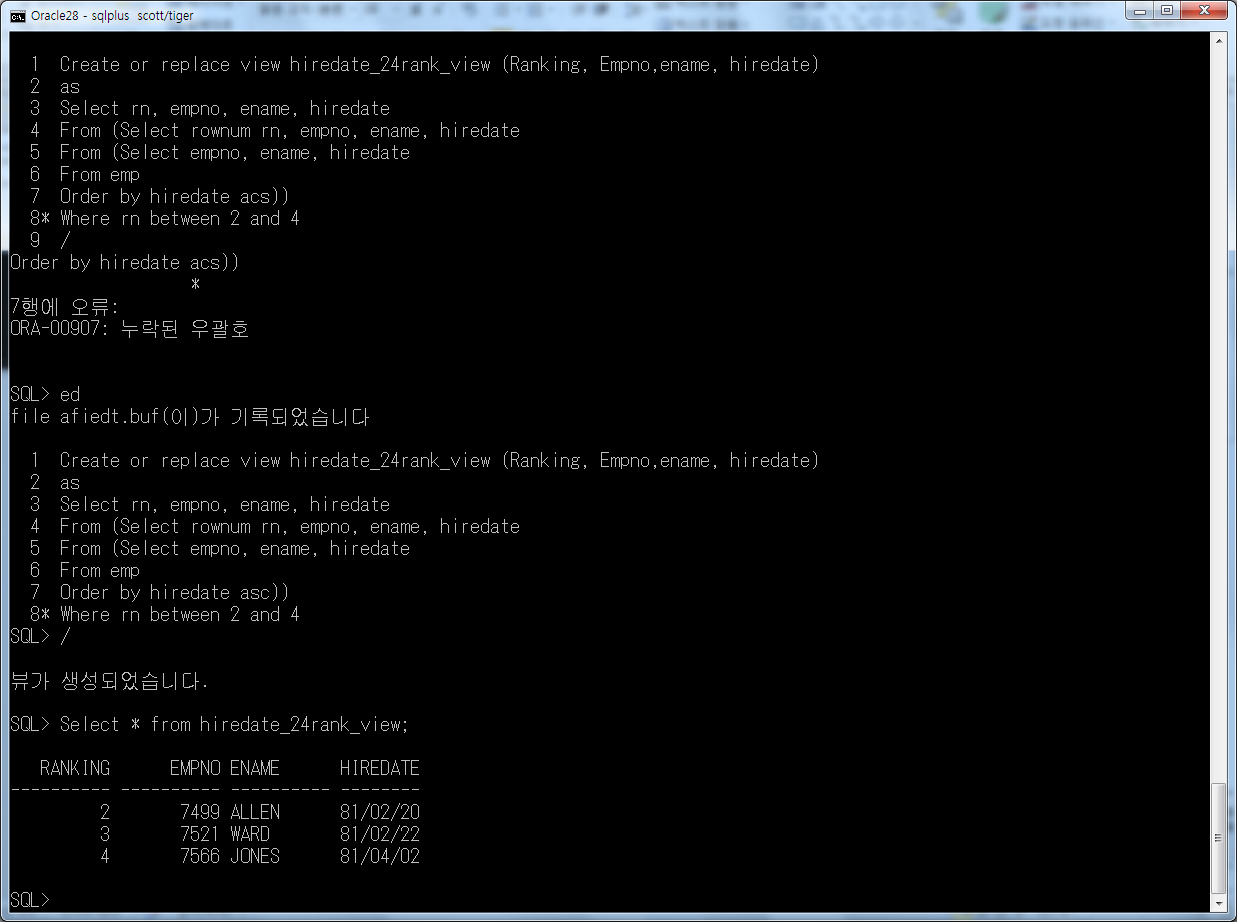 Oracle28 - sqlplus  scott/tiger
  1  Create or replace view hiredate_24rank_view (Ranking, Empno,ename, hiredate)
  2  as
  3  Select rn, empno, ename, hiredate
  4  From (Select rownum rn, empno, ename, hiredate
  5  From (Select empno, ename, hiredate
  6  From emp
  7  Order by hiredate acs))
  8* Where rn between 2 and 4
  9  /
Order by hiredate acs))
                  *
7행에 오류:
ORA-00907: 누락된 우괄호
SQL> ed
file afiedt.buf(이)가 기록되었습니다
  1  Create or replace view hiredate_24rank_view (Ranking, Empno,ename, hiredate)
  2  as
  3  Select rn, empno, ename, hiredate
  4  From (Select rownum rn, empno, ename, hiredate
  5  From (Select empno, ename, hiredate
  6  From emp
  7  Order by hiredate asc))
  8* Where rn between 2 and 4
SQL> /
뷰가 생성되었습니다.
SQL> Select * from hiredate_24rank_view;
   RANKING      EMPNO ENAME      HIREDATE
---------- ---------- ---------- --------
         2       7499 ALLEN      81/02/20
         3       7521 WARD       81/02/22
         4       7566 JONES      81/04/02
SQL>